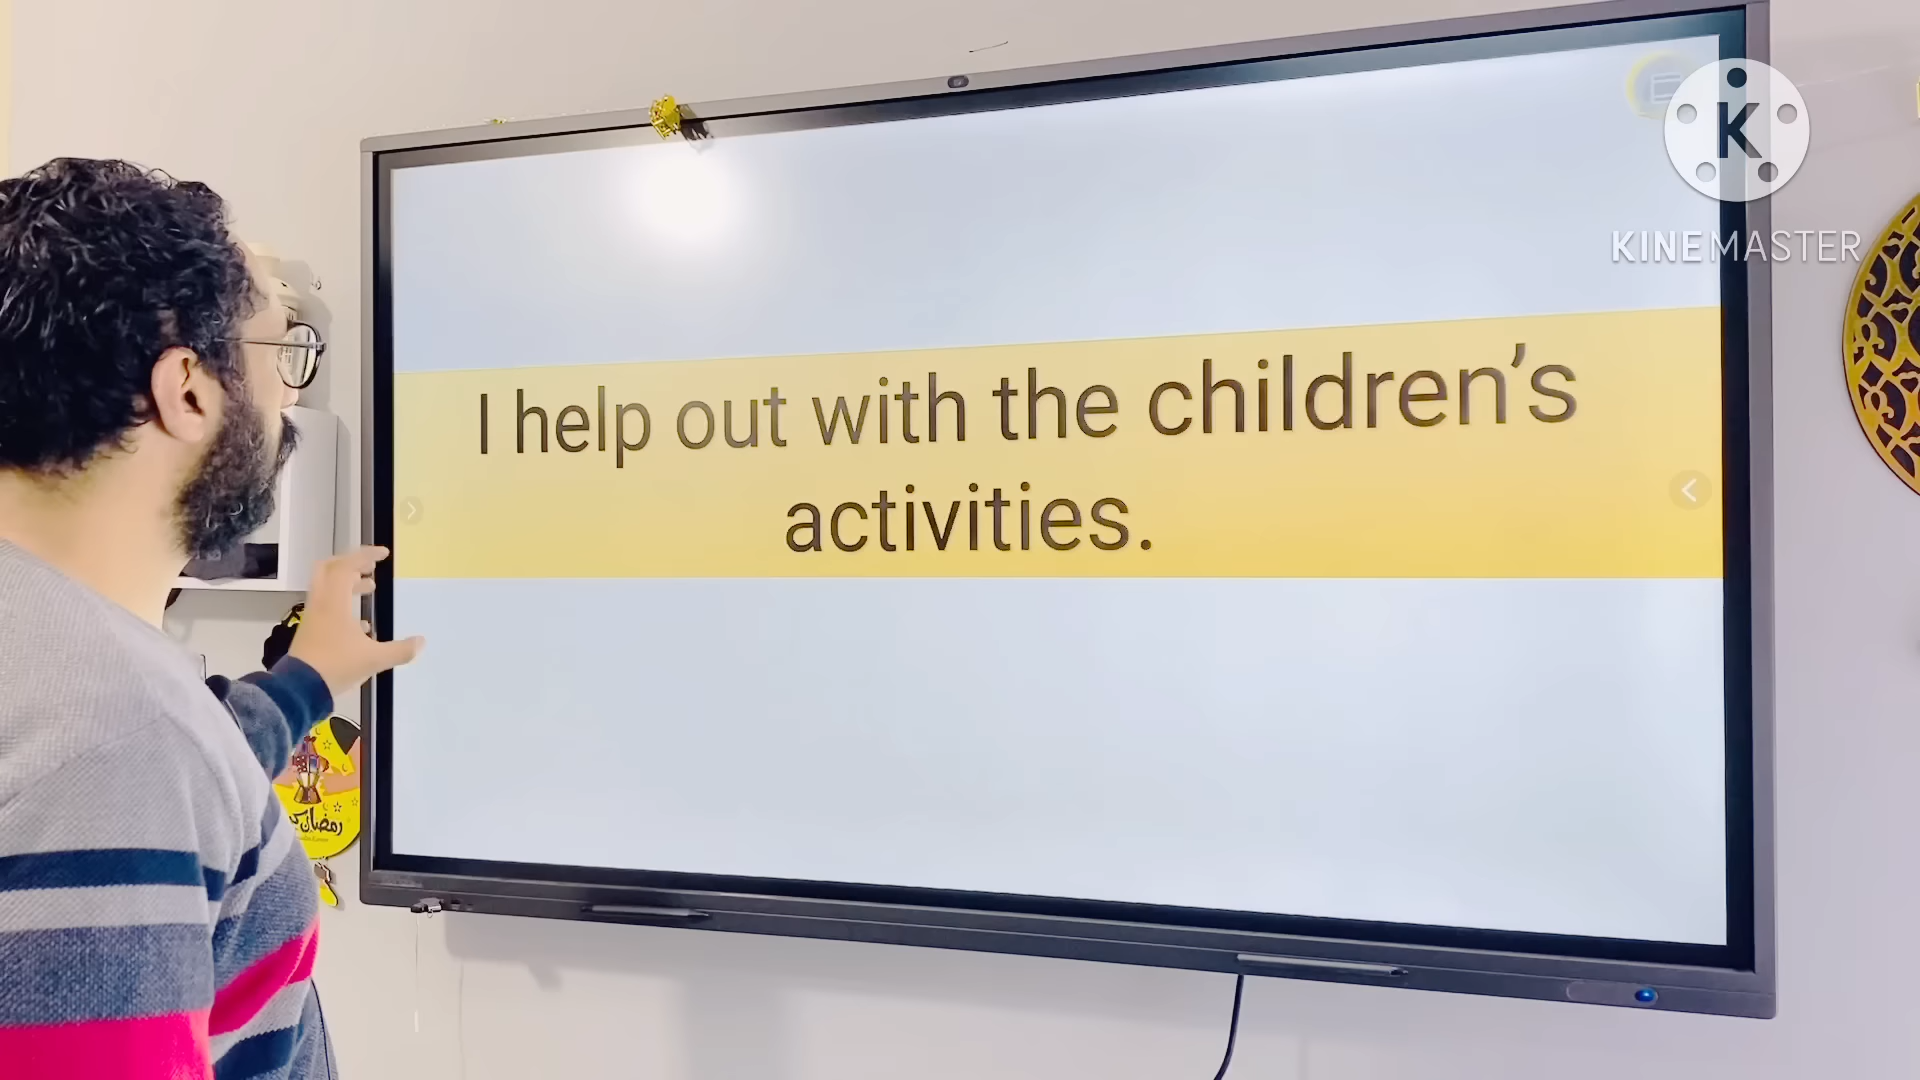 K
KINEMASTER
I help out with the children's
activities.
رمضان